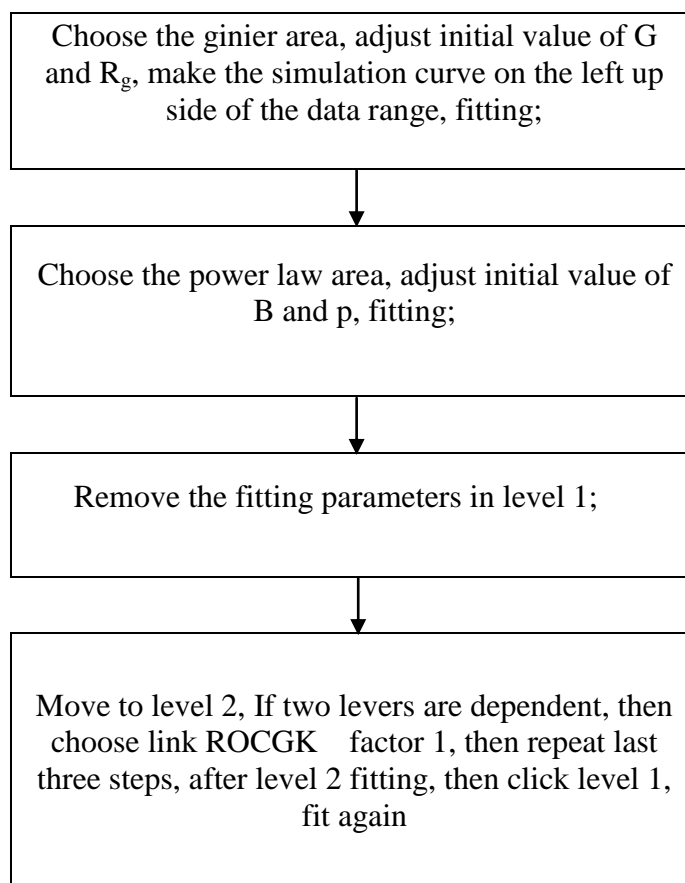 Choose the ginier area, adjust initial value of G
and Rg, make the simulation curve on the left up
side of the data range, fitting;
Choose the power law area, adjust initial value of
B and p, fitting;
Remove the fitting parameters in level 1;
Move to level 2, If two levers are dependent, then
choose link ROCGK factor 1, then repeat last
three steps, after level 2 fitting, then click level 1,
fit again